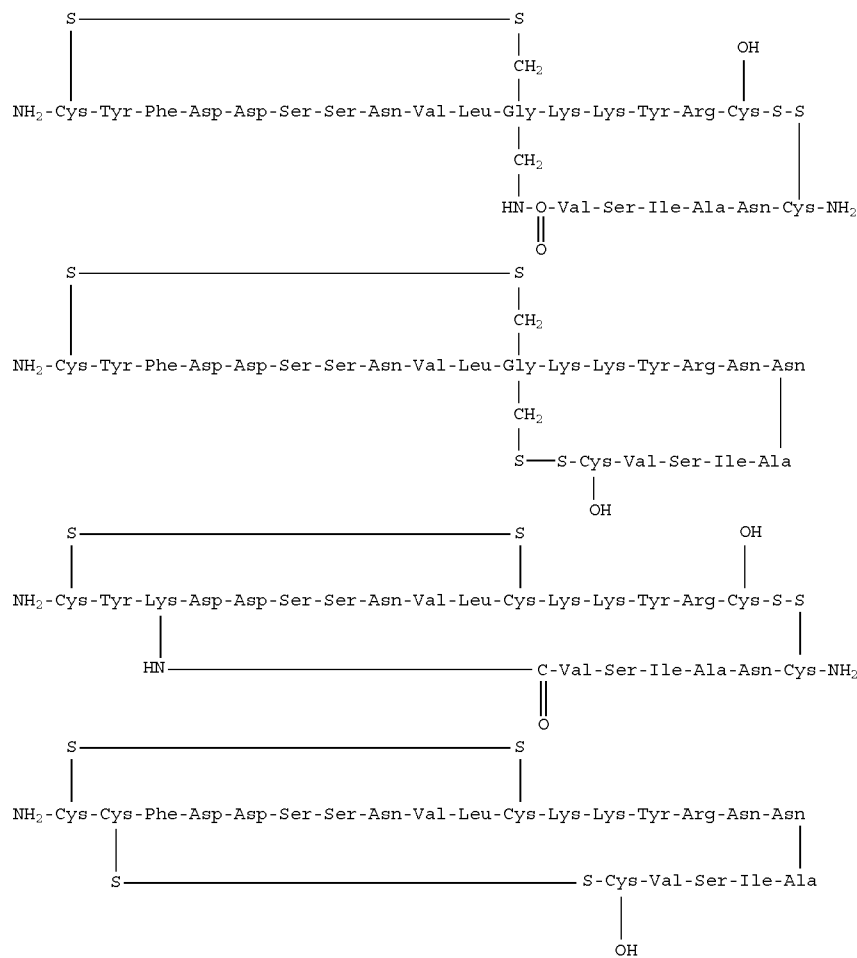 S S
CH₂ OH
NH₂-Cys-Tyr-Phe-Asp-Asp-Ser-Ser-Asn-Val-Leu-Gly-Lys-Lys-Tyr-Arg-Cys-S-S
CH₂
HN-O-Val-Ser-Ile-Ala-Asn-Cys-NH₂
O
S S
CH₂
NH₂-Cys-Tyr-Phe-Asp-Asp-Ser-Ser-Asn-Val-Leu-Gly-Lys-Lys-Tyr-Arg-Asn-Asn
CH₂
S-S-Cys-Val-Ser-Ile-Ala
OH
S S OH
NH₂-Cys-Tyr-Lys-Asp-Asp-Ser-Ser-Asn-Val-Leu-Cys-Lys-Lys-Tyr-Arg-Cys-S-S
HN C-Val-Ser-Ile-Ala-Asn-Cys-NH₂
O
S S
NH₂-Cys-Cys-Phe-Asp-Asp-Ser-Ser-Asn-Val-Leu-Cys-Lys-Lys-Tyr-Arg-Asn-Asn
S S-Cys-Val-Ser-Ile-Ala
OH